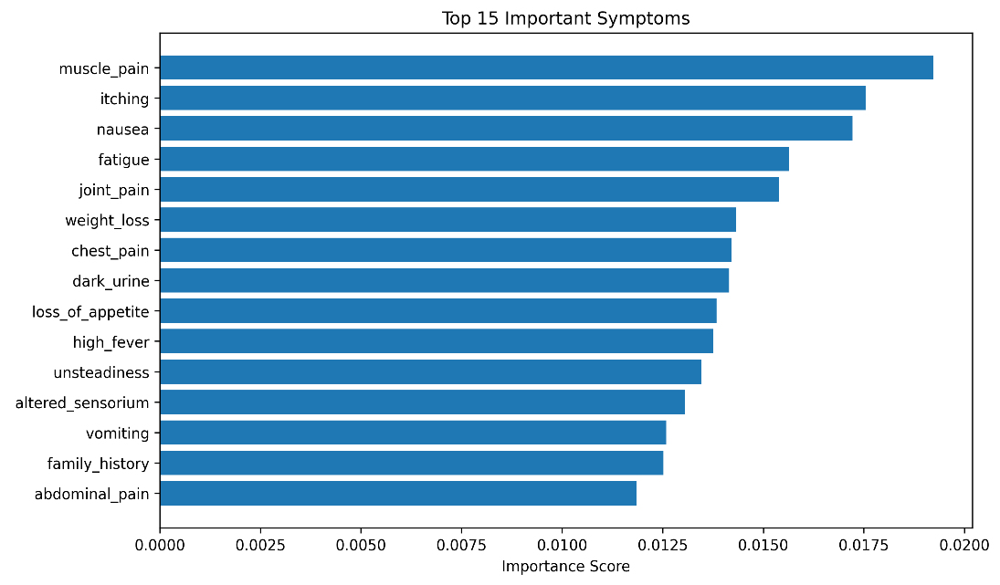 Top 15 Important Symptoms
muscle_pain
itching
nausea
fatigue
joint_pain
weight_loss
chest_pain
dark_urine
loss_of_appetite
high_fever
unsteadiness
altered_sensorium
vomiting
family_history
abdominal_pain
0.0000 0.0025 0.0050 0.0075 0.0100 0.0125 0.0150 0.0175 0.0200
Importance Score